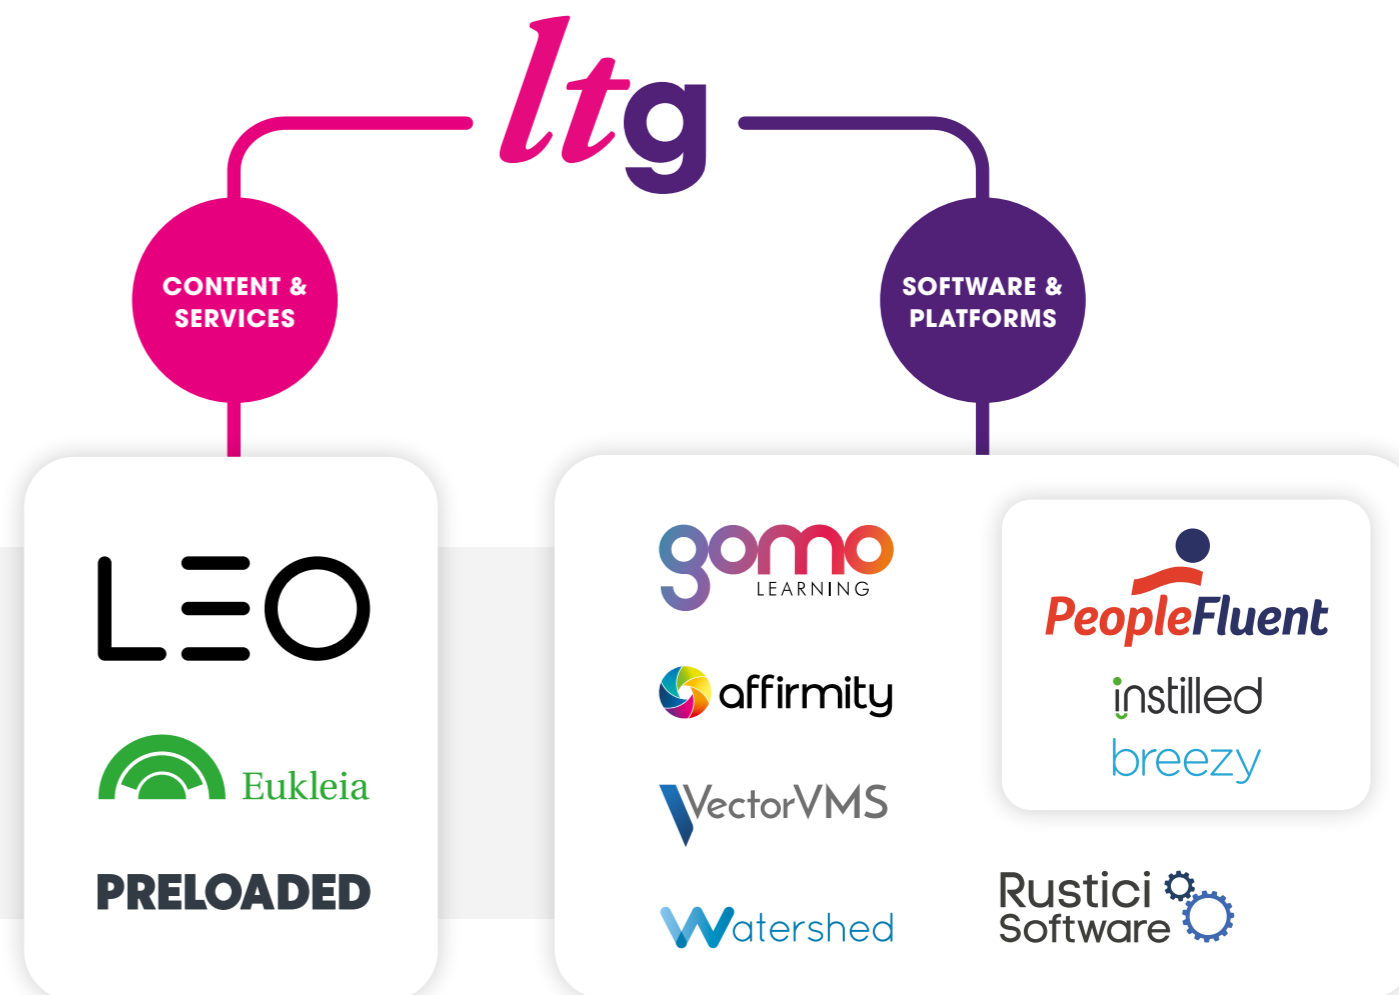 ltg
CONTENT &
SERVICES
SOFTWARE &
PLATFORMS
LEO
Eukleia
PRELOADED
gomo
LEARNING
affirmity
VectorVMS
Watershed
PeopleFluent
instilled
breezy
Rustici
Software